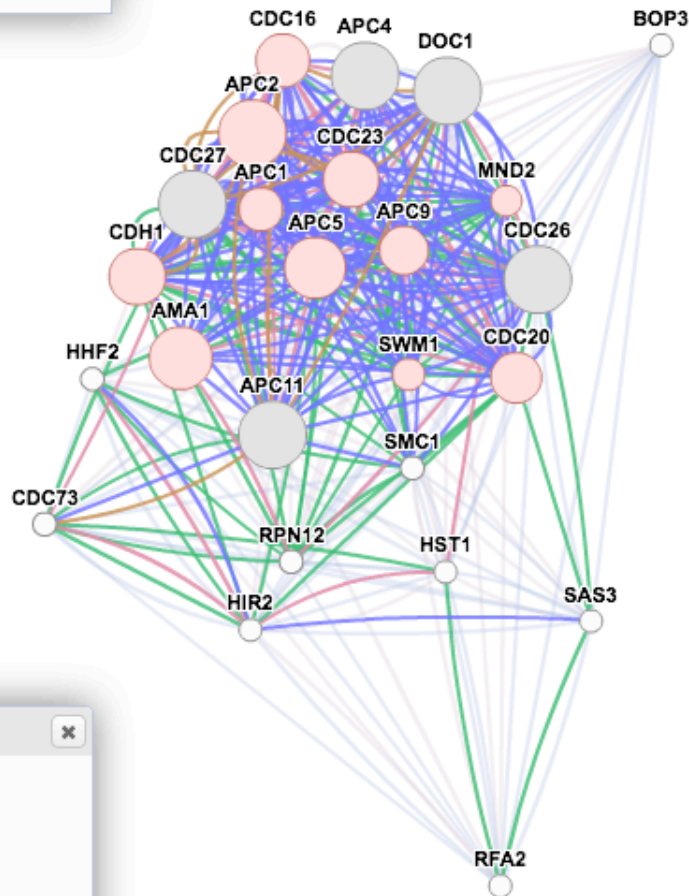 CDC16
APC4
BOP3
DOC1
APC2
CDC23
CDC27
APC1
MND2
APC9
APC5
CDH1
CDC26
AMA1
CDC20
SWM1
HHF2
APC11
SMC1
CDC73
RPN12
HST1
SAS3
HIR2
RFA2